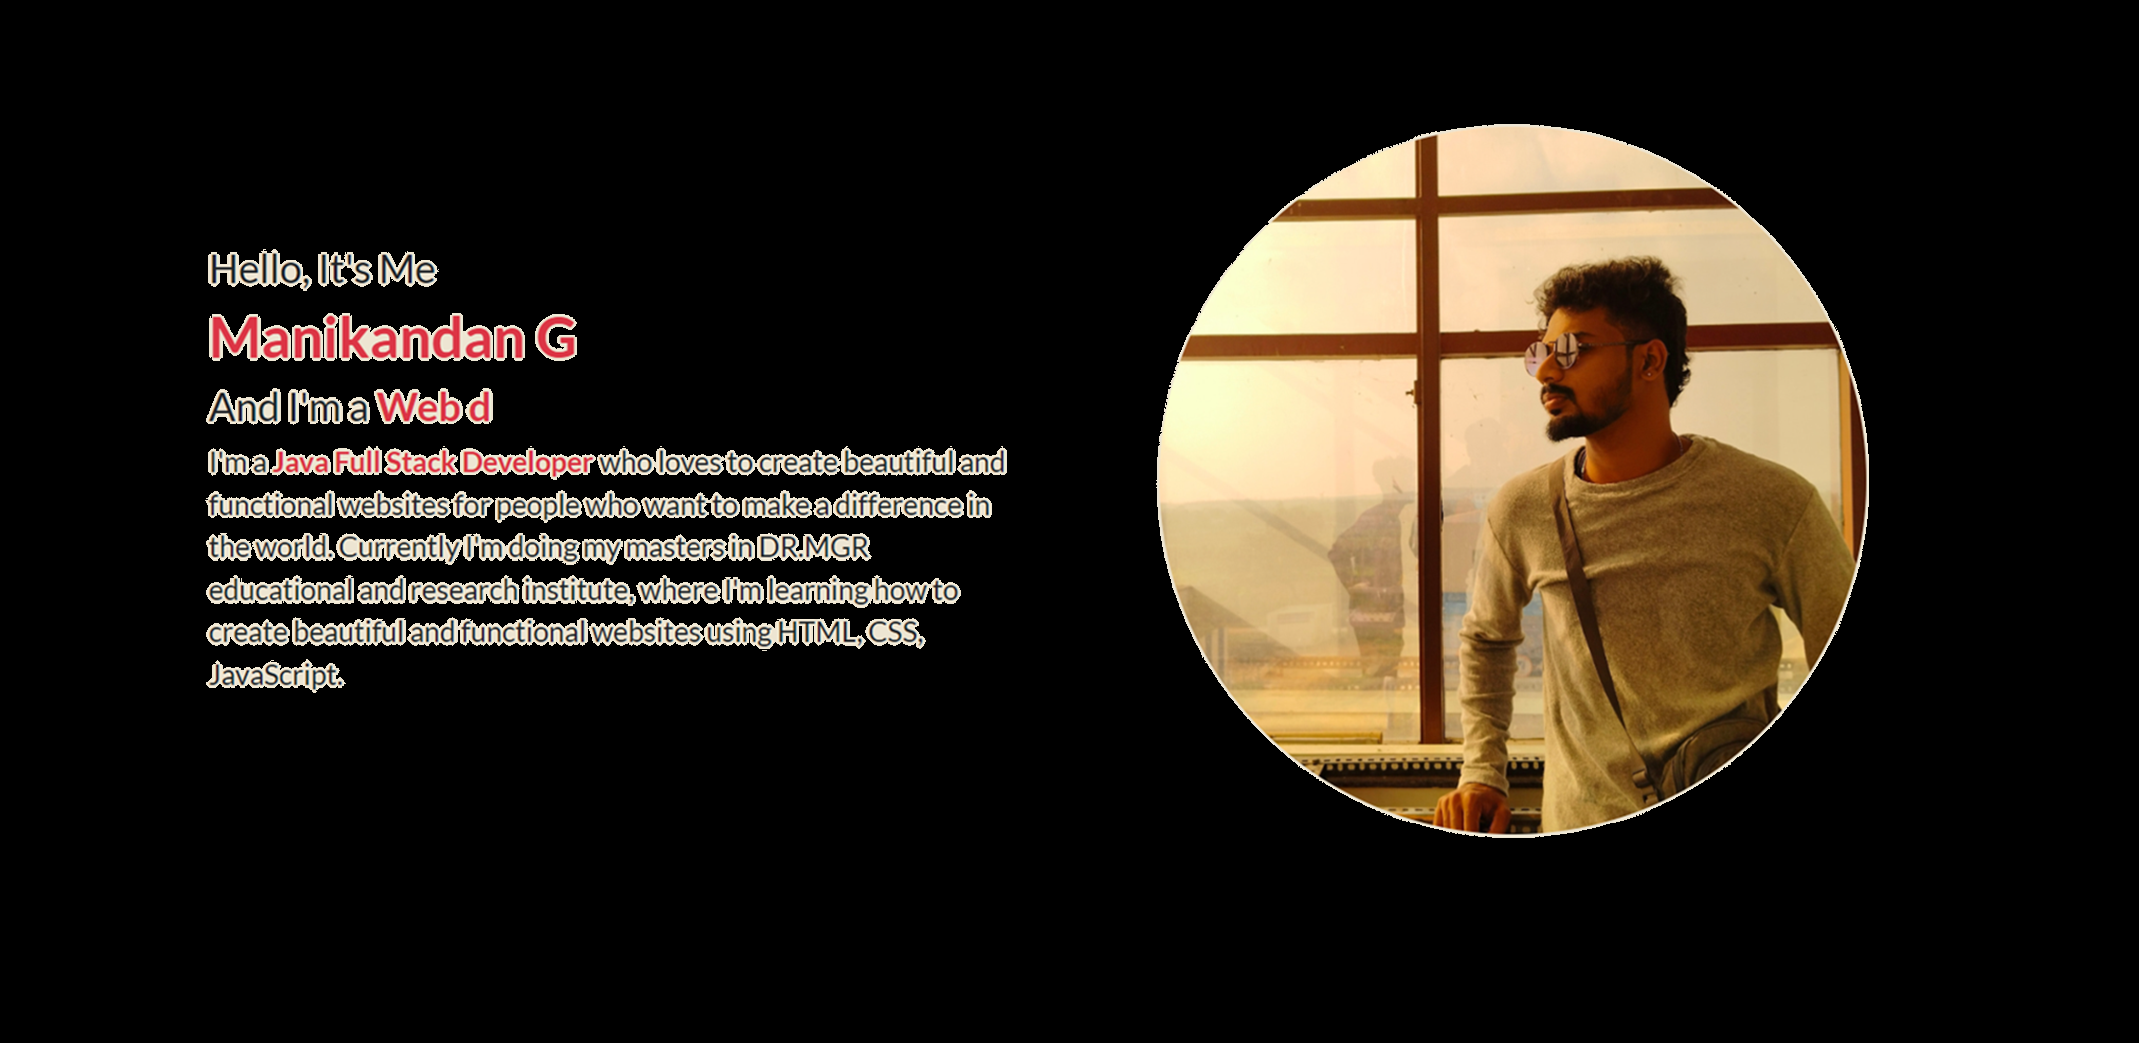 Hello, It's Me
Manikandan G
And I'm a Web d
I'm a Java Full Stack Developer who loves to create beautiful and
functional websites for people who want to make a difference in
the world. Currently I'm doing my masters in DR.MGR
educational and research institute, where I'm learning how to
create beautiful and functional websites using HTML, CSS,
JavaScript.